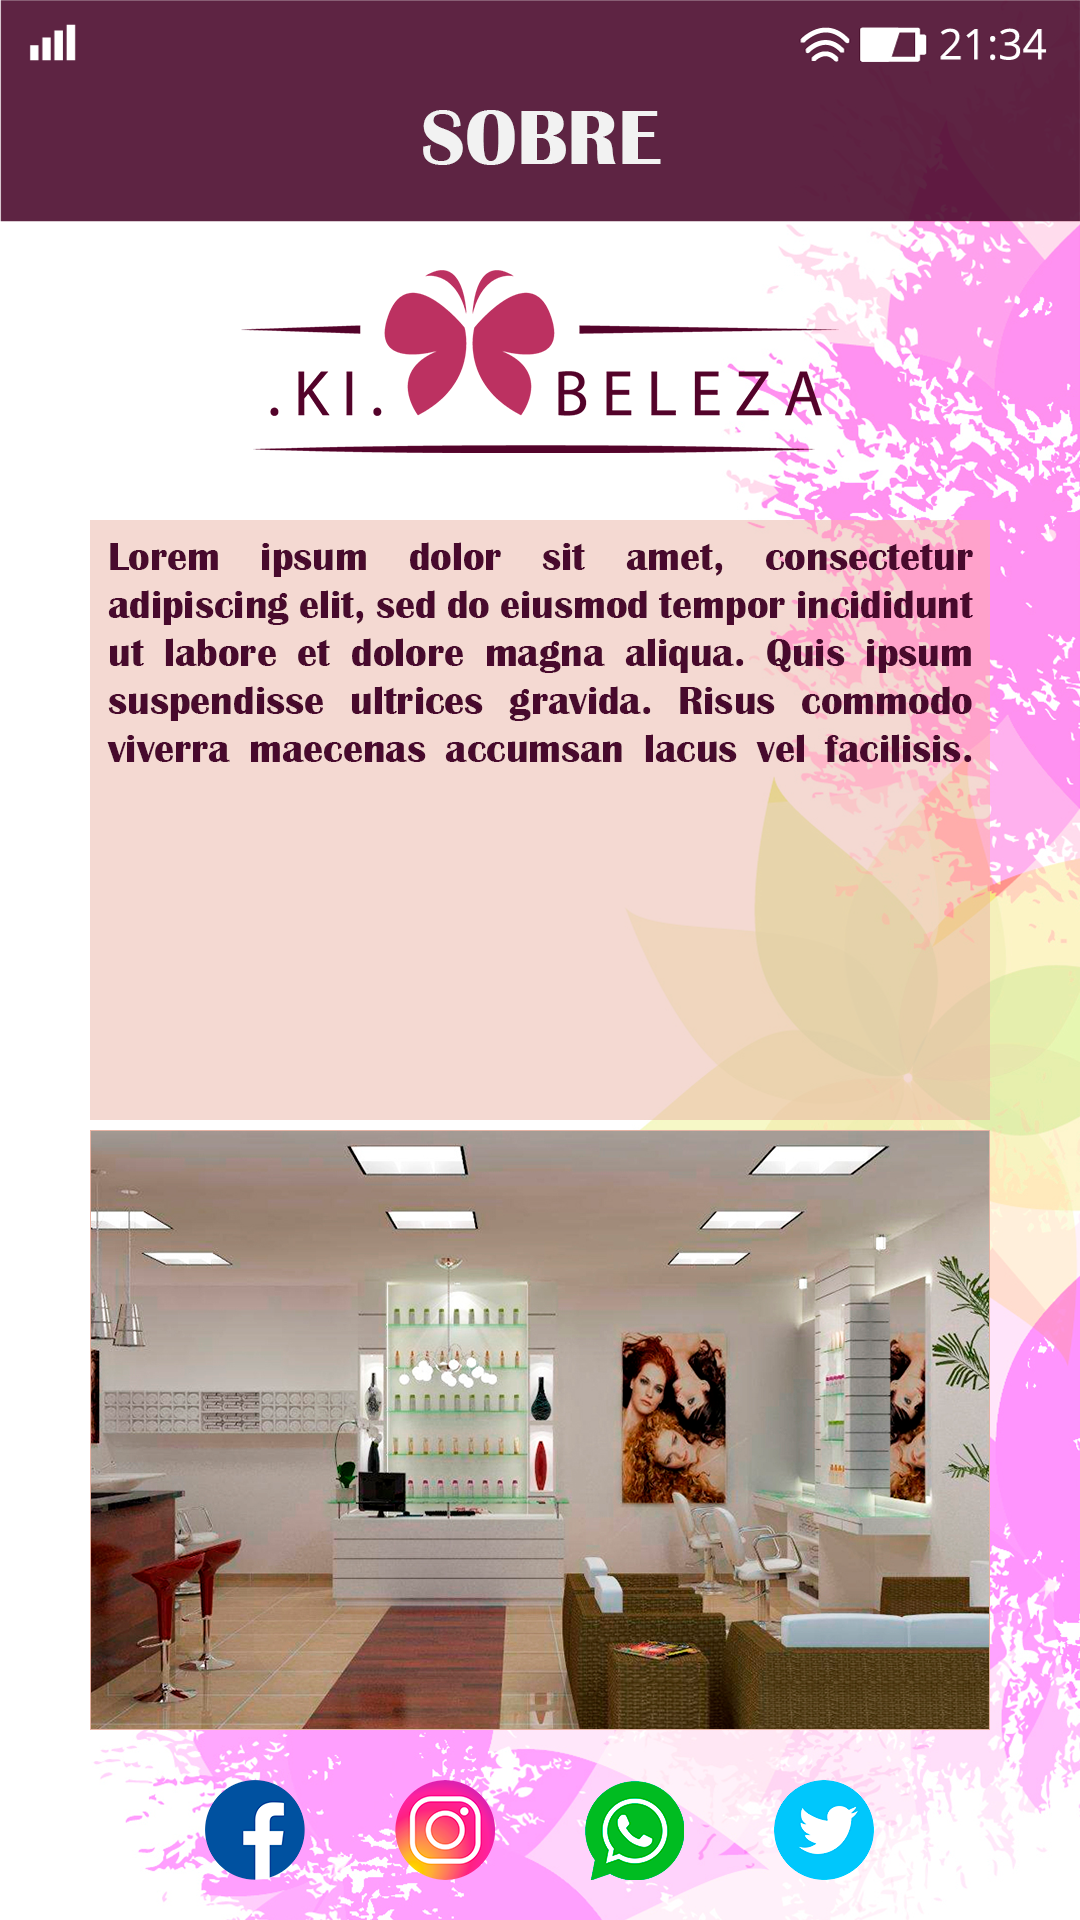 21:34
SOBRE
.KI. BELEZA
Lorem ipsum dolor sit amet, consectetur
adipiscing elit, sed do eiusmod tempor incididunt
ut labore et dolore magna aliqua. Quis ipsum
suspendisse ultrices gravida. Risus commodo
viverra maecenas accumsan lacus vel facilisis.